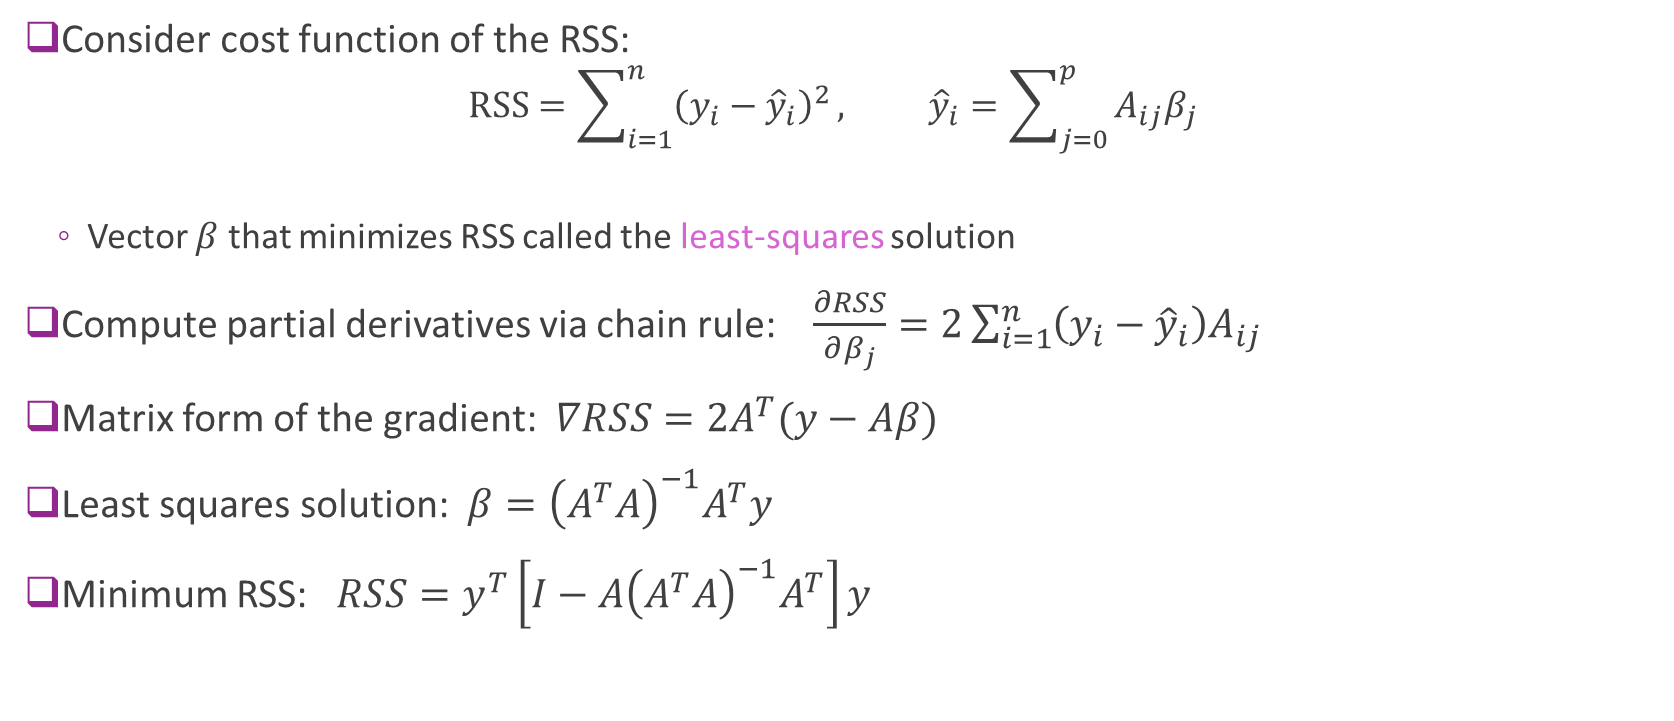 ❑Consider cost function of the RSS:
RSS = ∑_{i=1}^{n} (y_i − ŷ_i)², ŷ_i = ∑_{j=0}^{p} A_{ij}β_j
◦ Vector β that minimizes RSS called the least-squares solution
❑Compute partial derivatives via chain rule: ∂RSS/∂β_j = 2 ∑_{i=1}^{n}(y_i − ŷ_i)A_{ij}
❑Matrix form of the gradient: ∇RSS = 2A^T(y − Aβ)
❑Least squares solution: β = (A^T A)^{−1} A^T y
❑Minimum RSS: RSS = y^T [I − A(A^T A)^{−1} A^T] y